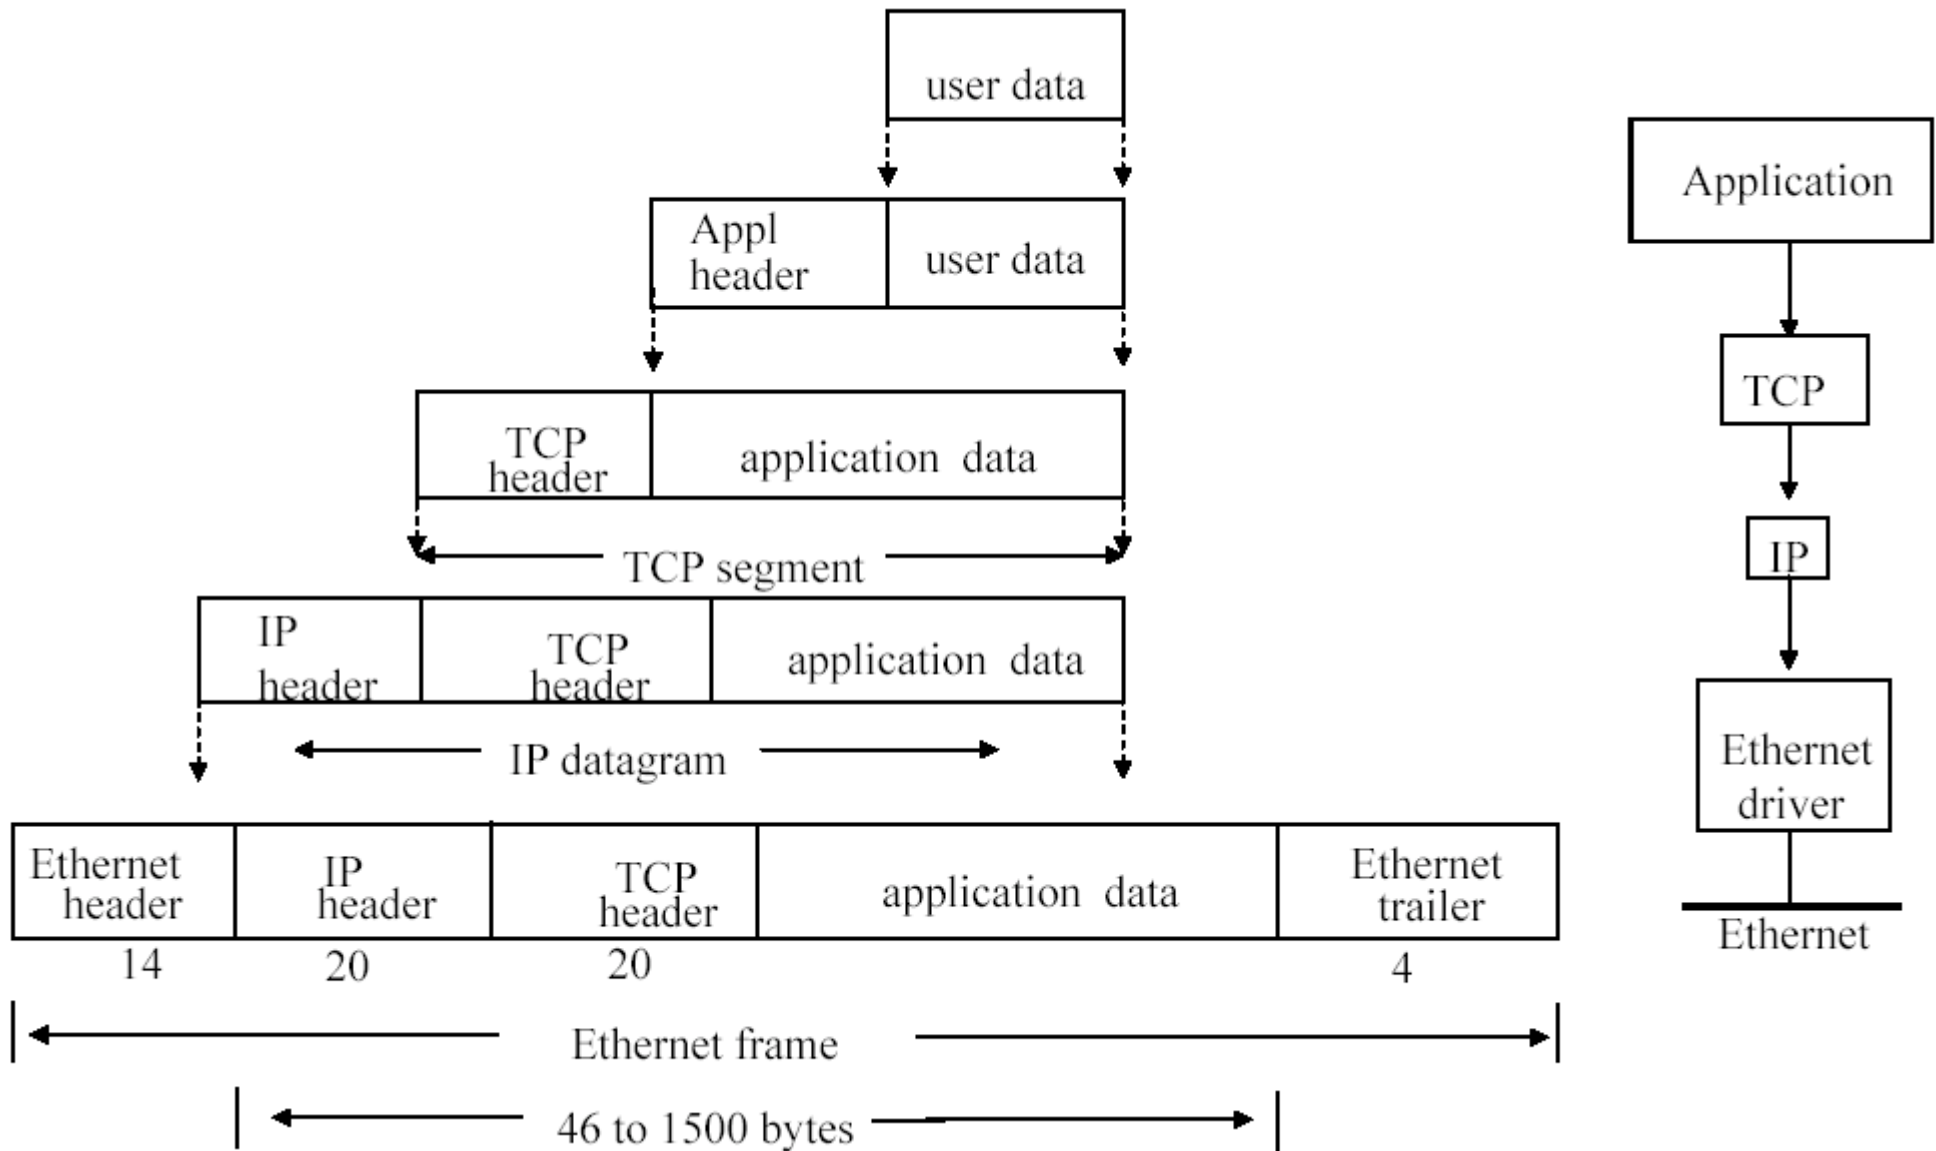 user data
Appl
header
user data
TCP
header
application data
TCP segment
IP
header
TCP
header
application data
IP datagram
Ethernet
header
IP
header
TCP
header
application data
Ethernet
trailer
14
20
20
4
Ethernet frame
46 to 1500 bytes
Application
TCP
IP
Ethernet
driver
Ethernet